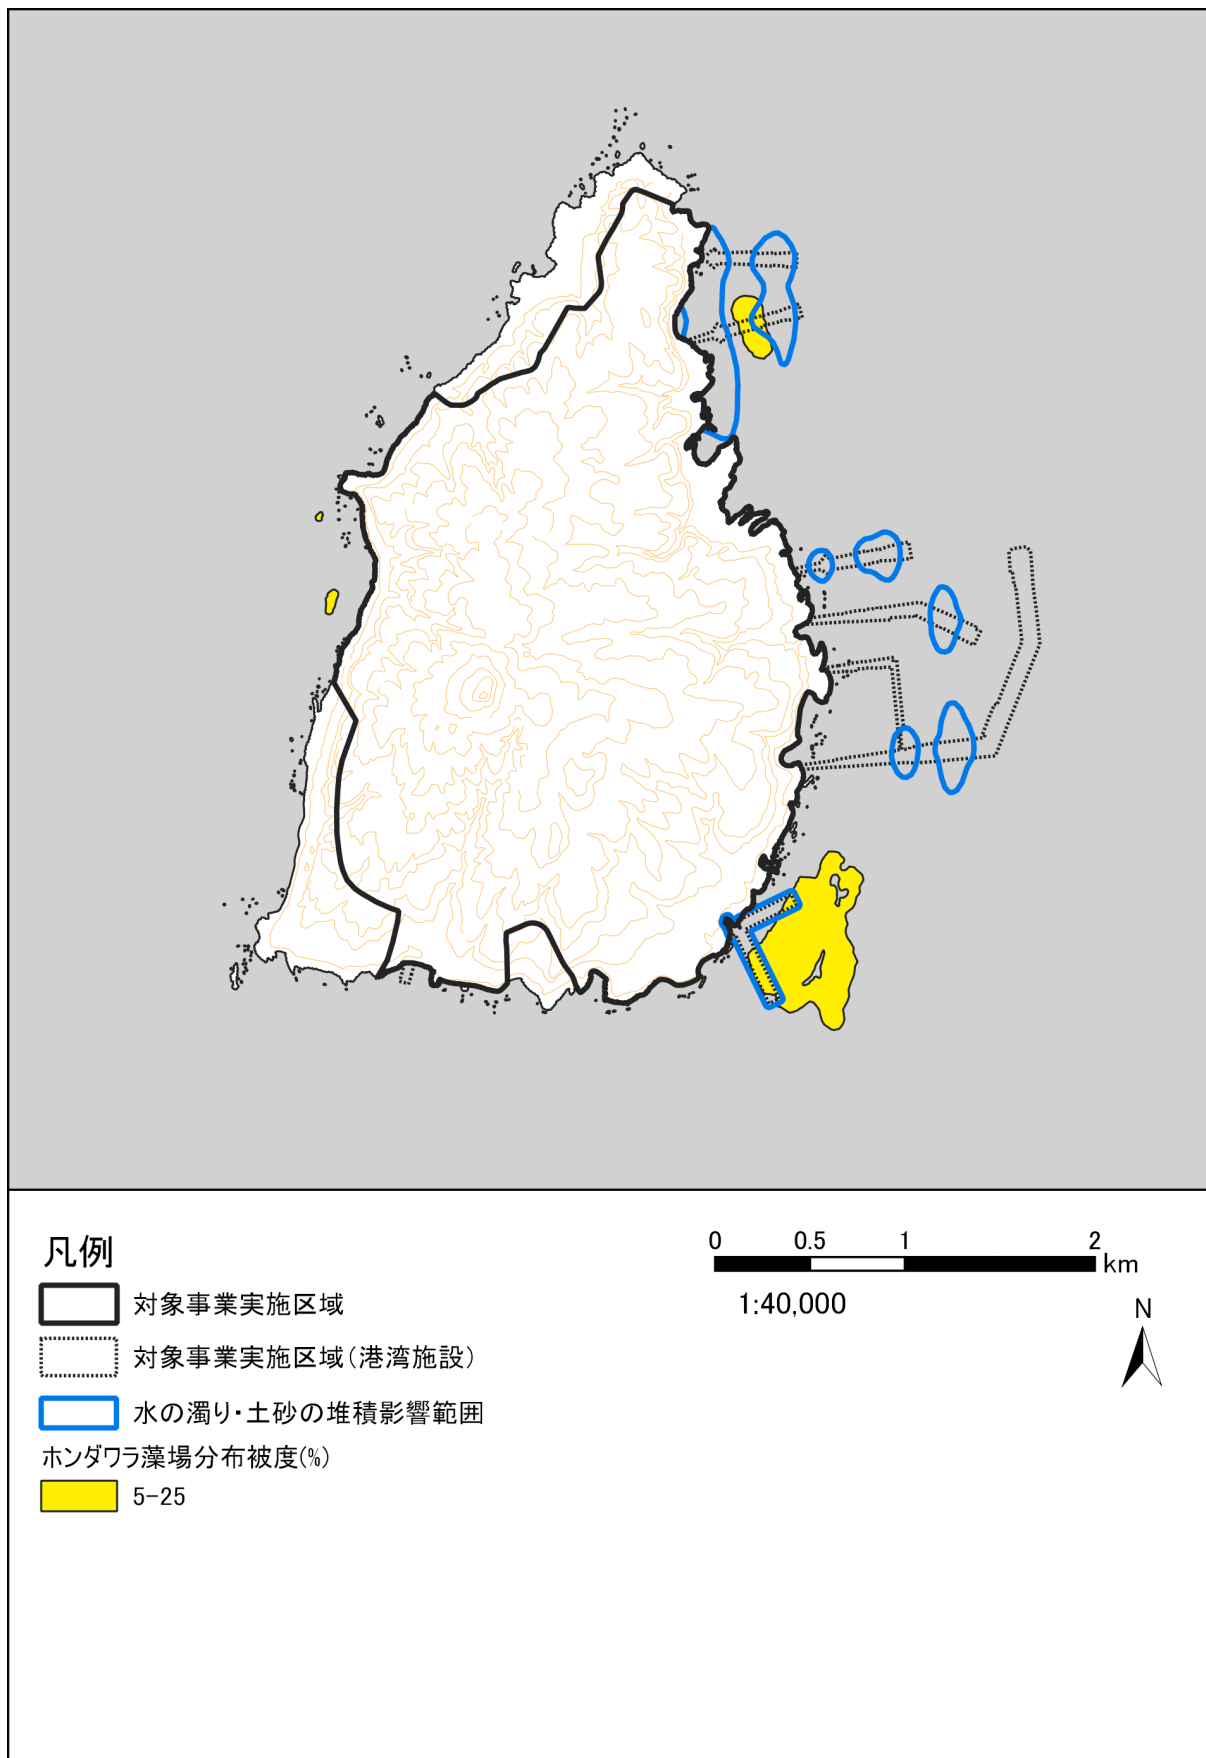 凡例
対象事業実施区域
対象事業実施区域(港湾施設)
水の濁り・土砂の堆積影響範囲
ホンダワラ藻場分布被度(%)
5-25
0 0.5 1 2
km
1:40,000
N